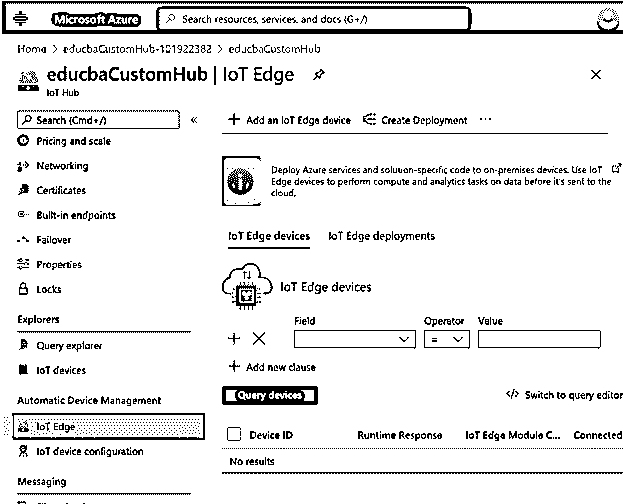 Microsoft Azure
Search resources, services, and docs (G+/)
Home > educbaCustomHub-101922382 > educbaCustomHub
educbaCustomHub | IoT Edge
IoT Hub
Search (Cmd+/)
Pricing and scale
Networking
Certificates
Built-in endpoints
Failover
Properties
Locks
Explorers
Query explorer
IoT devices
Automatic Device Management
IoT Edge
IoT device configuration
Messaging
Add an IoT Edge device
Create Deployment
Deploy Azure services and solution-specific code to on-premises devices. Use IoT
Edge devices to perform compute and analytics tasks on data before it's sent to the
cloud.
IoT Edge devices
IoT Edge deployments
IoT Edge devices
Field Operator Value
=
Add new clause
Query devices
</> Switch to query editor
Device ID Runtime Response IoT Edge Module C... Connected
No results